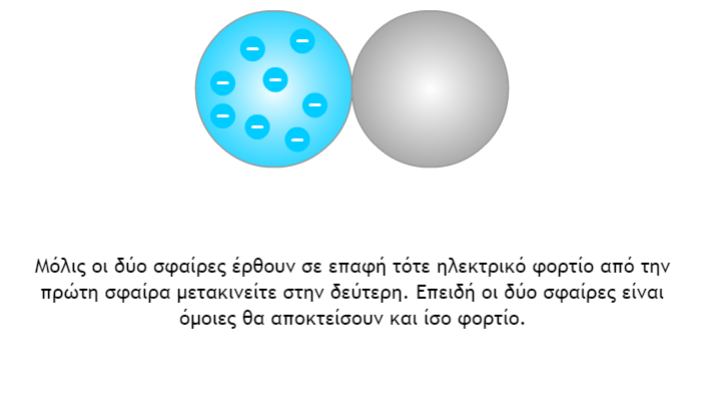 Μόλις οι δύο σφαίρες έρθουν σε επαφή τότε ηλεκτρικό φορτίο από την
πρώτη σφαίρα μετακινείτε στην δεύτερη. Επειδή οι δύο σφαίρες είναι
όμοιες θα αποκτείσουν και ίσο φορτίο.